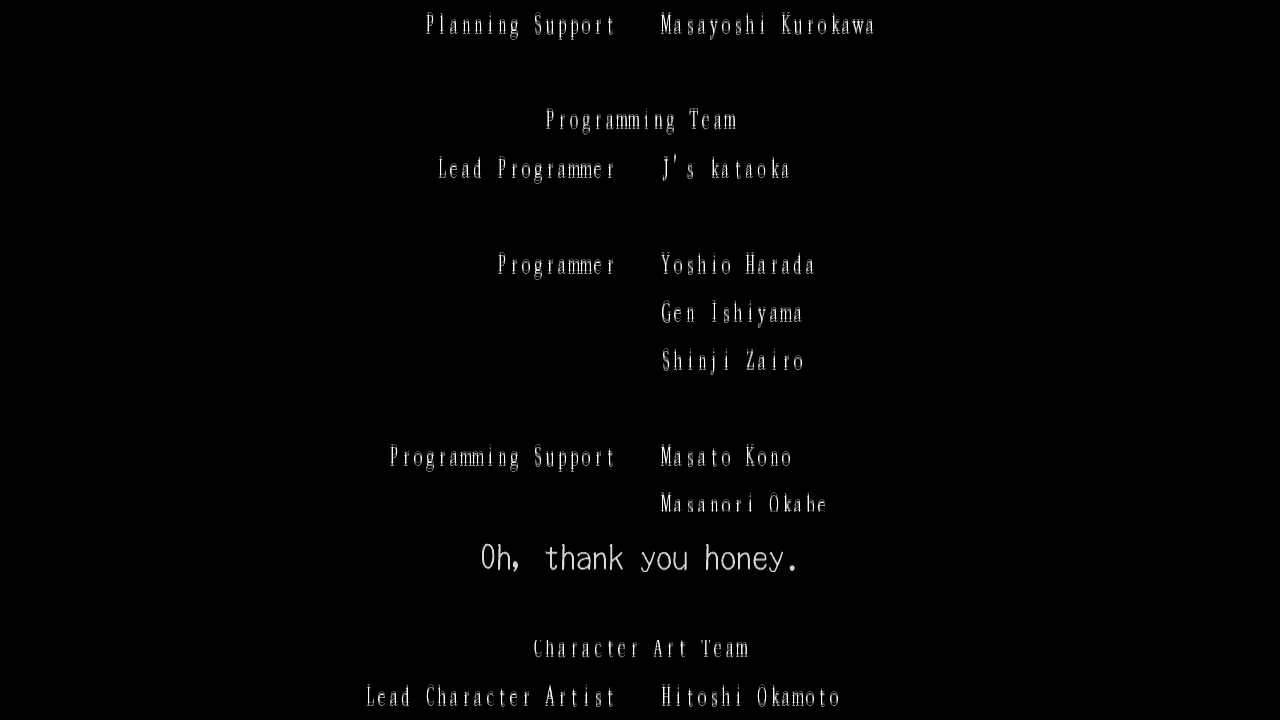 Planning Support Masayoshi Kurokawa
Programming Team
Lead Programmer J's kataoka
Programmer Yoshio Harada
Gen Ishiyama
Shinji Zairo
Programming Support Masato Kono
Masanori Okabe
Oh, thank you honey.
Character Art Team
Lead Character Artist Hitoshi Okamoto